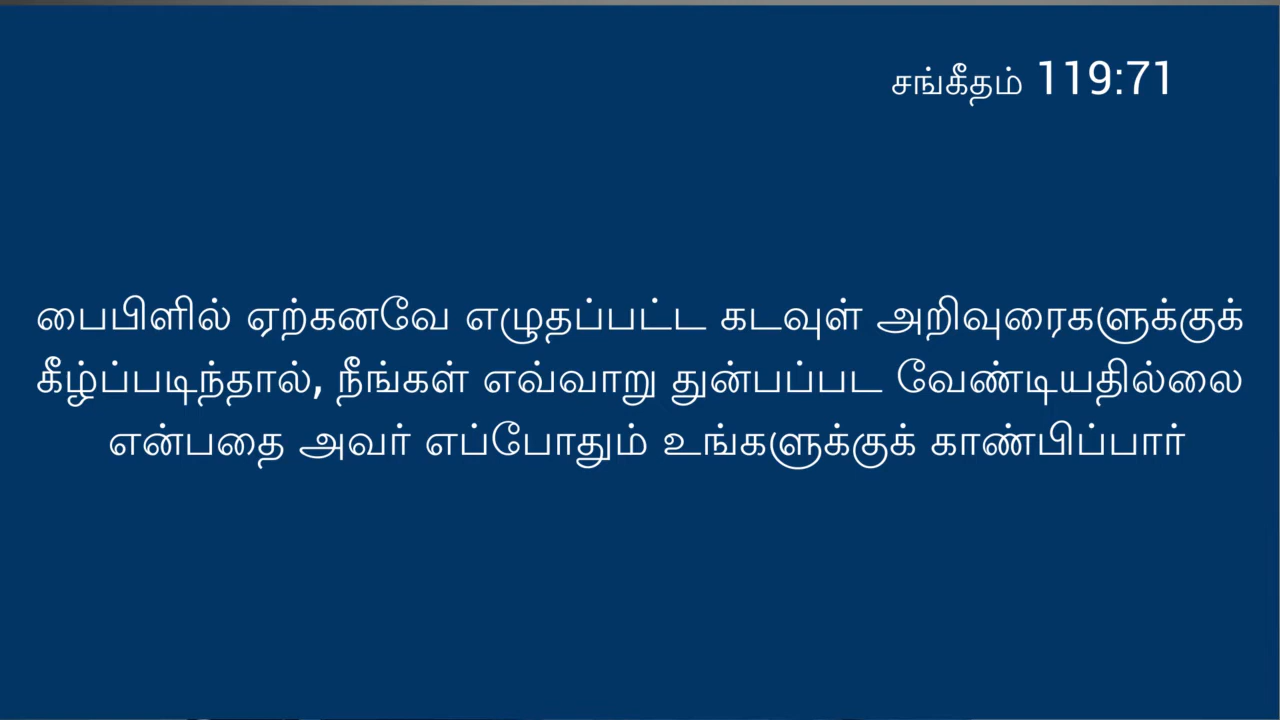 சங்கீதம் 119:71
பைபிளில் ஏற்கனவே எழுதப்பட்ட கடவுள் அறிவுரைகளுக்குக்
கீழ்ப்படிந்தால், நீங்கள் எவ்வாறு துன்பப்பட வேண்டியதில்லை
என்பதை அவர் எப்போதும் உங்களுக்குக் காண்பிப்பார்